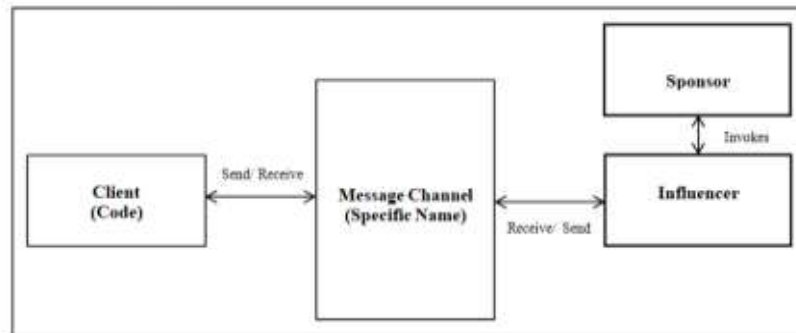 Sponsor
Invokes
Client
(Code)
Send/ Receive
Message Channel
(Specific Name)
Influencer
Receive/ Send